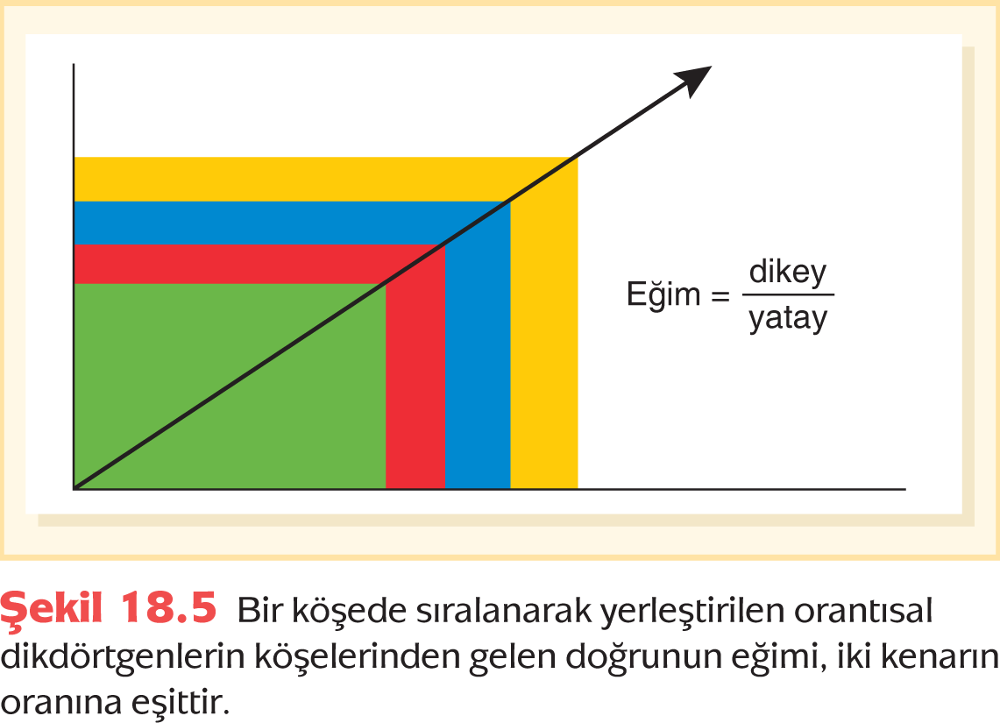 Eğim = dikey
yatay
Şekil 18.5 Bir köşede sıralanarak yerleştirilen orantısal
dikdörtgenlerin köşelerinden gelen doğrunun eğimi, iki kenarın
oranına eşittir.